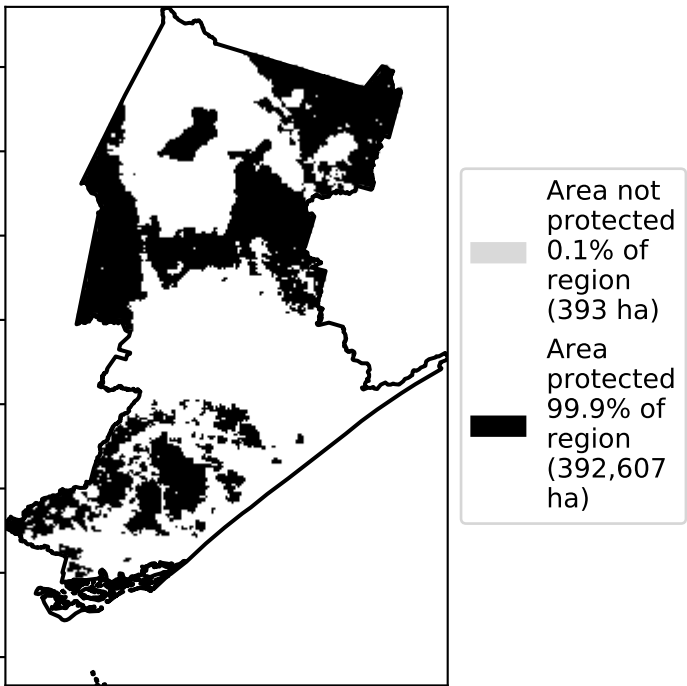 Area not
protected
0.1% of
region
(393 ha)
Area
protected
99.9% of
region
(392,607
ha)